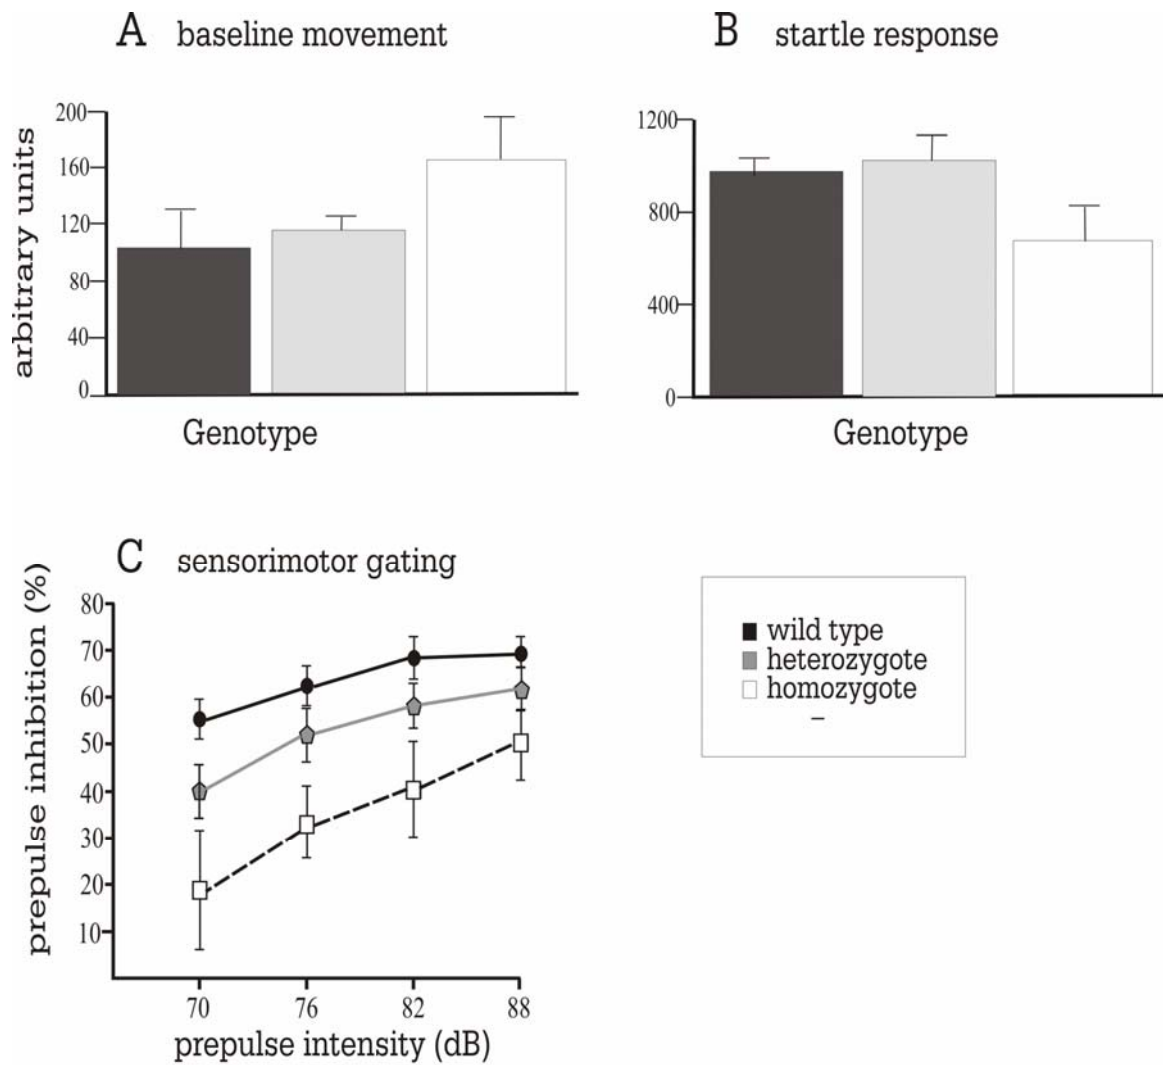 A baseline movement
B startle response
arbitrary units
200
160
120
80
40
0
Genotype
1200
800
400
0
Genotype
C sensorimotor gating
prepulse inhibition (%)
80
70
60
50
40
30
20
10
70 76 82 88
prepulse intensity (dB)
wild type
heterozygote
homozygote